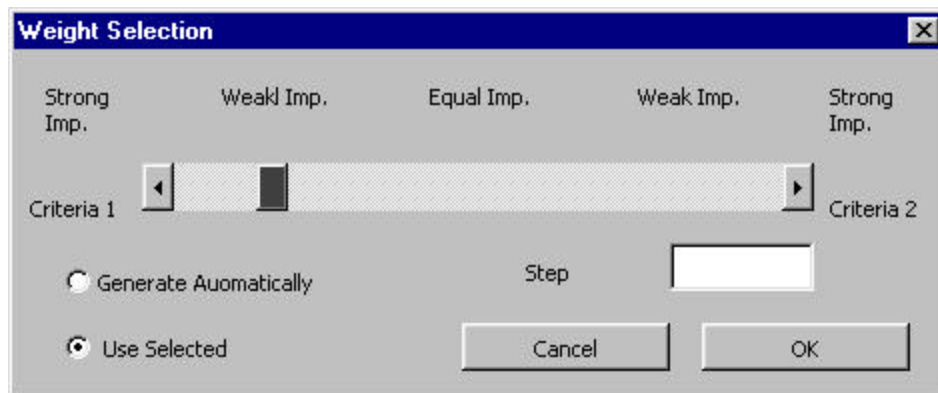 Weight Selection
Strong Imp. Weakl Imp. Equal Imp. Weak Imp. Strong Imp.
Criteria 1 Criteria 2
Generate Auomatically Step
Use Selected Cancel OK